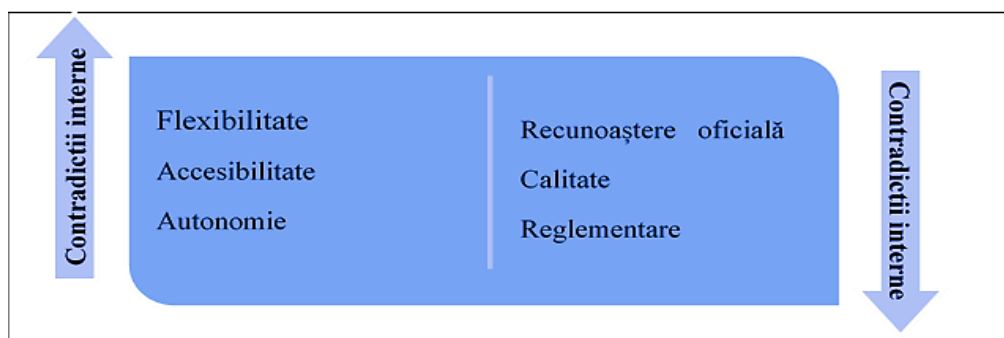 Contradictii interne
Flexibilitate
Accesibilitate
Autonomie
Recunoaștere oficială
Calitate
Reglementare
Contradictii interne